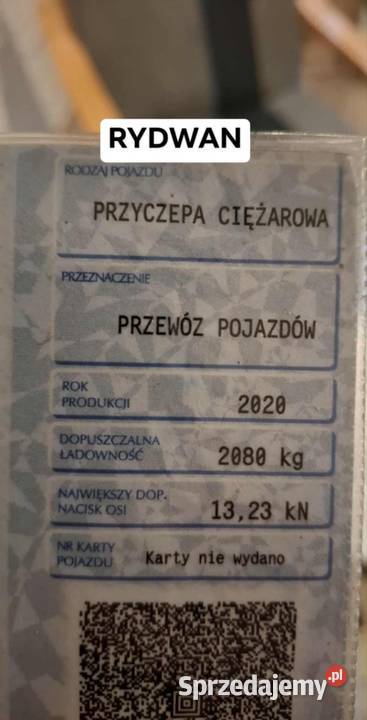 RYDWAN
RODZAJ POJAZDU
PRZYCZEPA CIĘŻAROWA
PRZEZNACZENIE
PRZEWÓZ POJAZDÓW
ROK
PRODUKCJI
2020
DOPUSZCZALNA
ŁADOWNOŚĆ
2080 kg
NAJWIĘKSZY DOP.
NACISK OSI
13,23 kN
NR KARTY
POJAZDU
Karty nie wydano
Sprzedajemy.pl